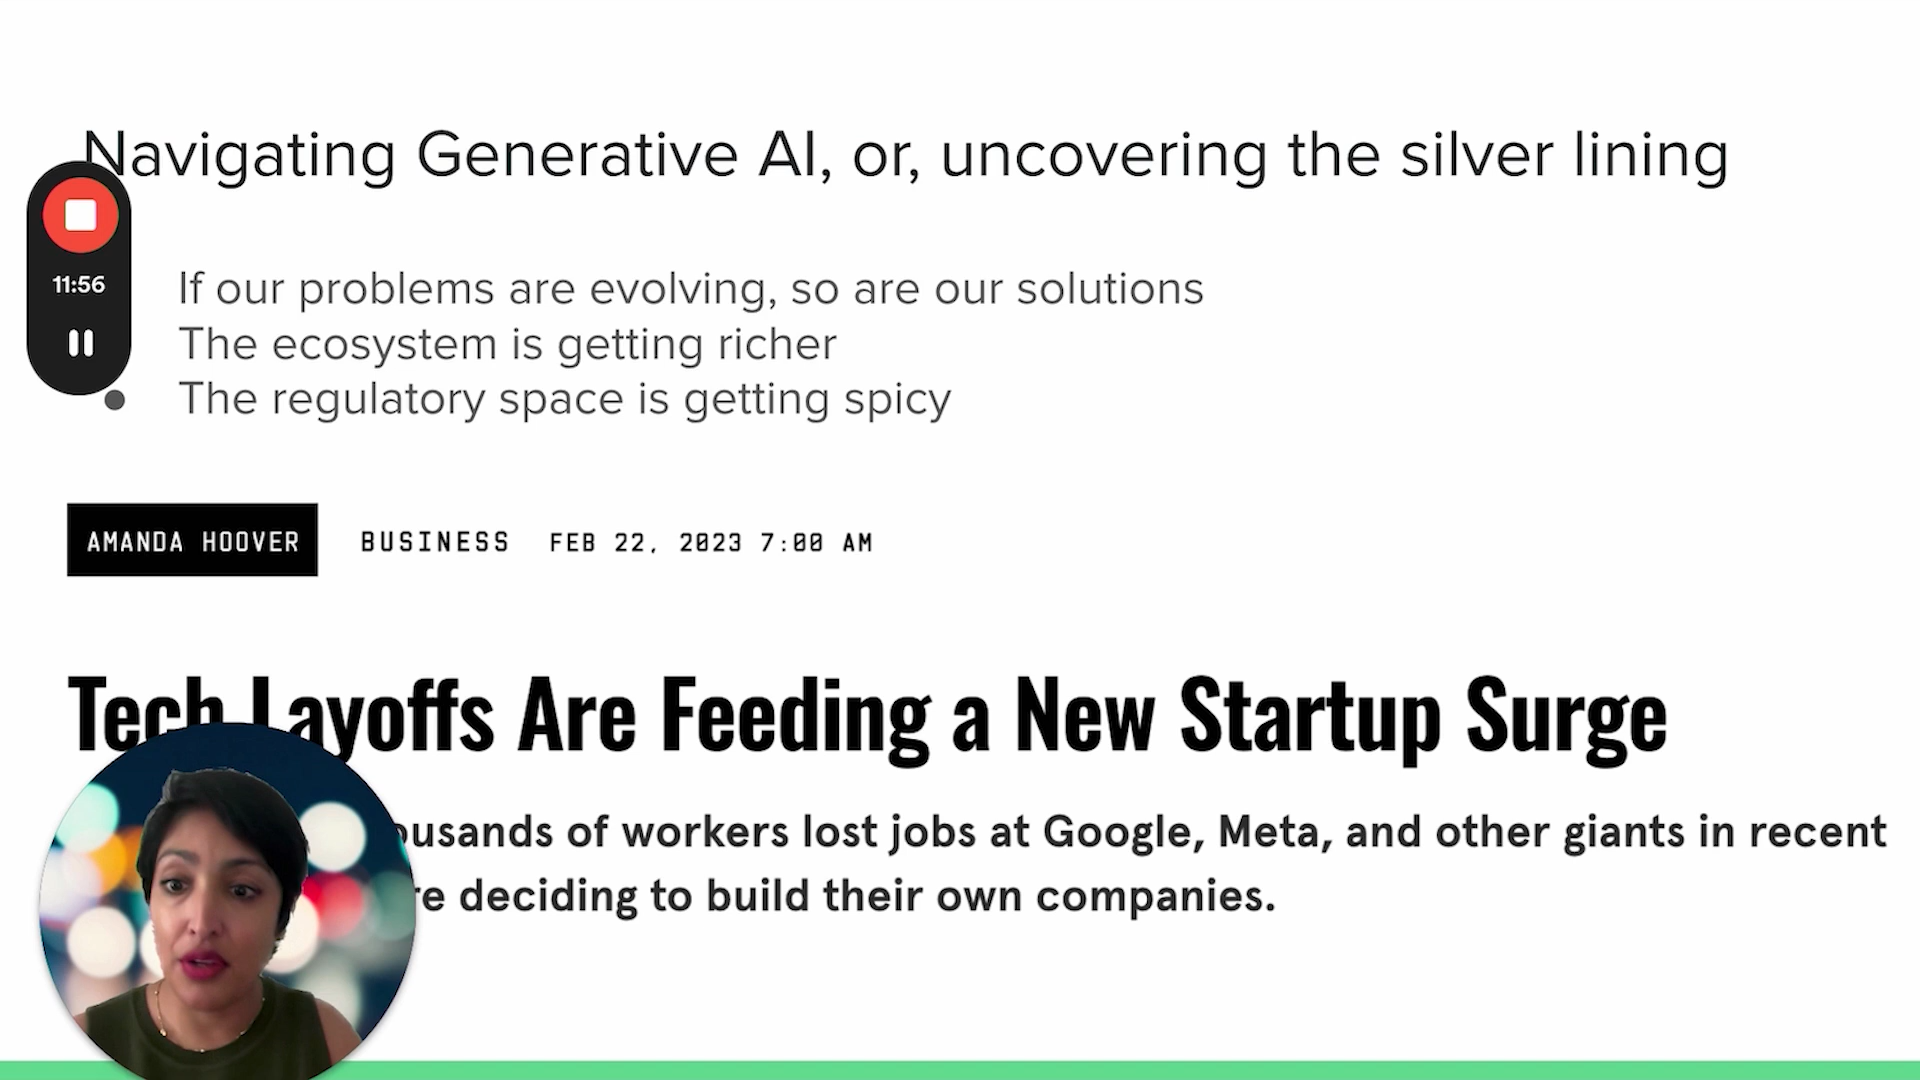 Navigating Generative AI, or, uncovering the silver lining
11:56
If our problems are evolving, so are our solutions
The ecosystem is getting richer
The regulatory space is getting spicy
AMANDA HOOVER BUSINESS FEB 22, 2023 7:00 AM
Tech Layoffs Are Feeding a New Startup Surge
of workers lost jobs at Google, Meta, and other giants in recent
deciding to build their own companies.